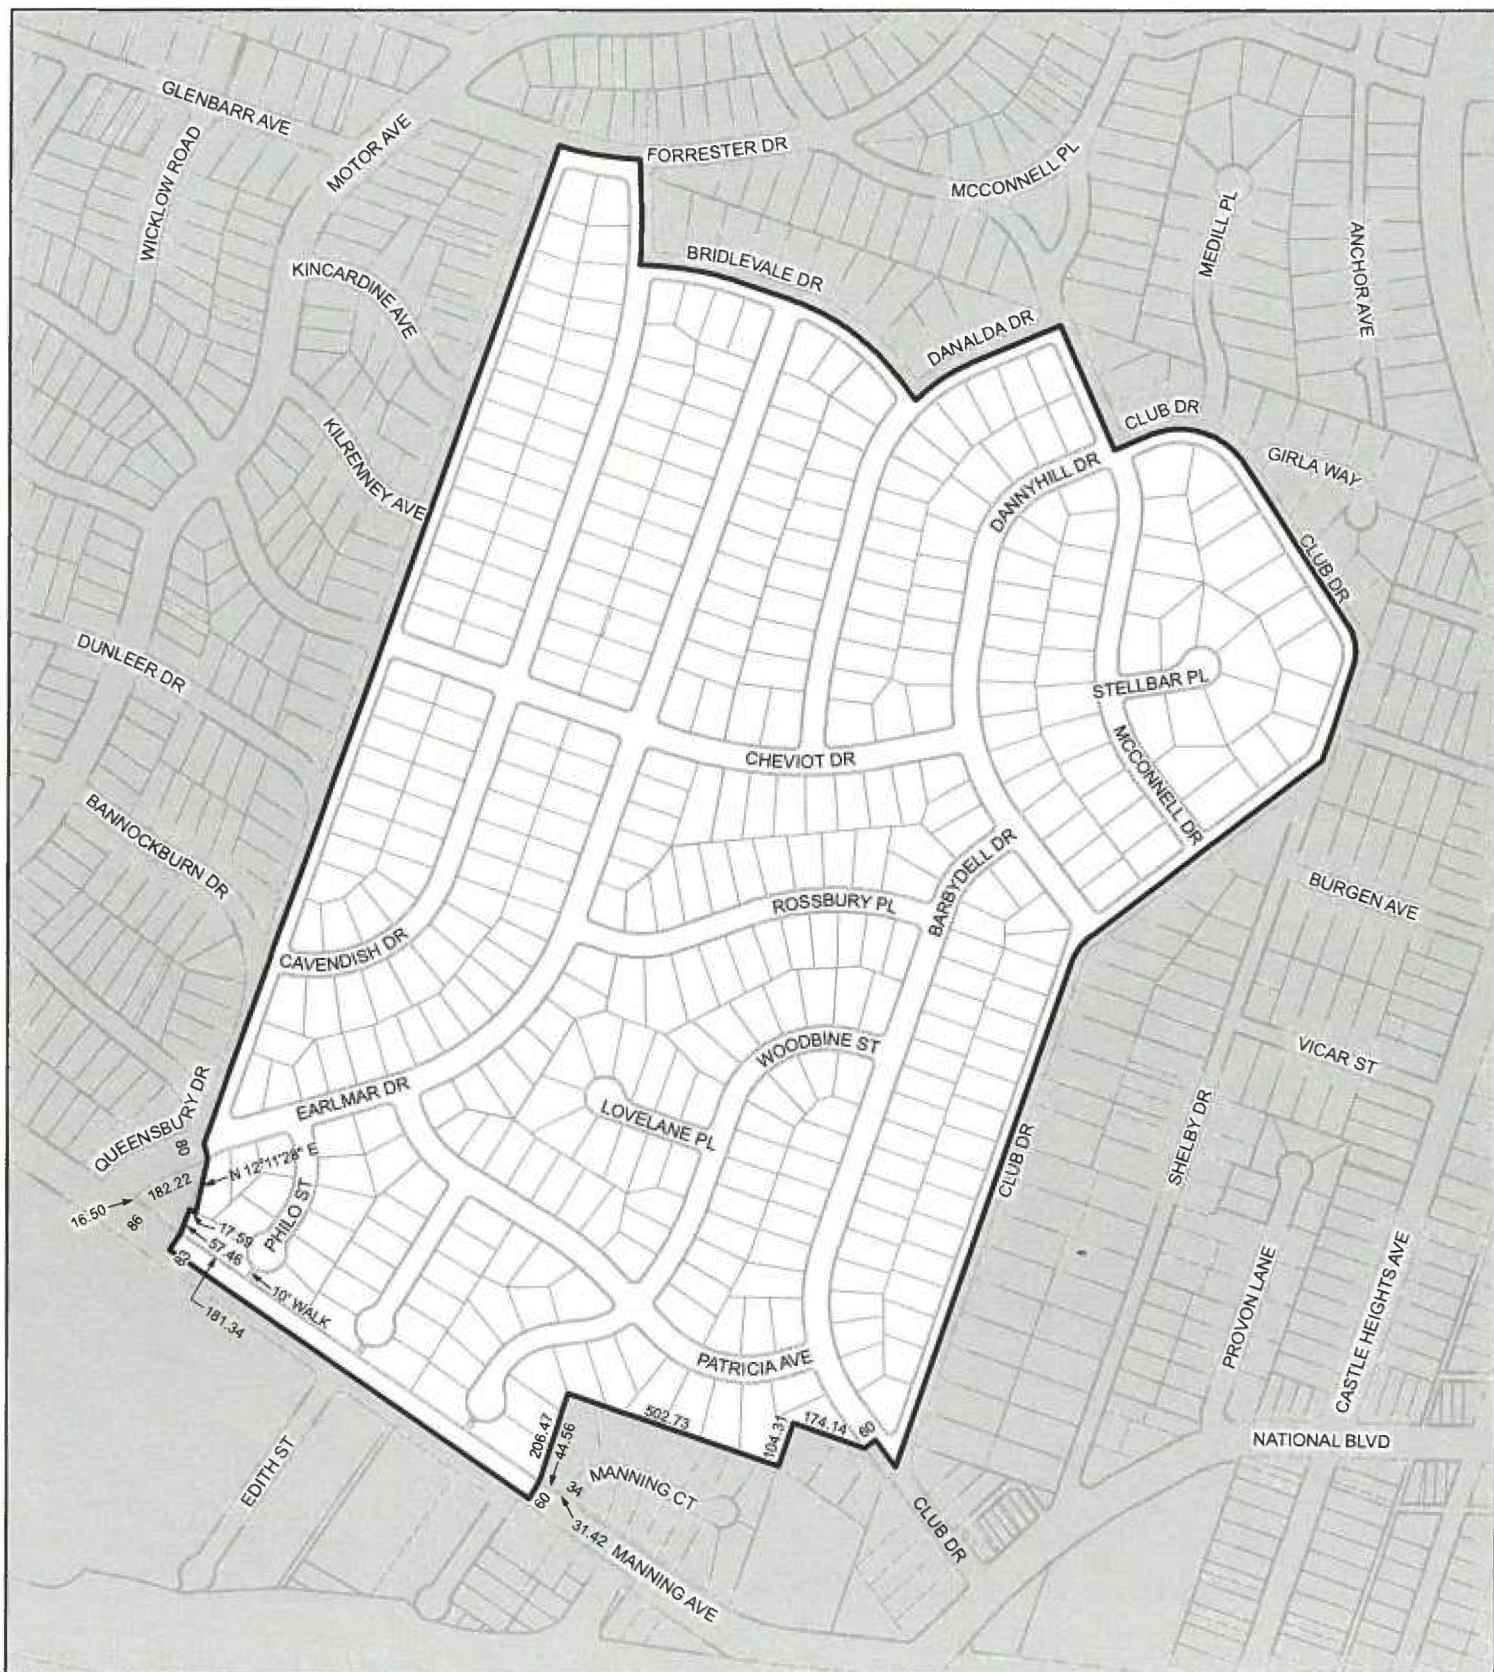 GLENBARR AVE
WICKLOW ROAD
MOTOR AVE
FORRESTER DR
MCCONNELL PL
MEDILL PL
ANCHOR AVE
KINCARDINE AVE
BRIDLEVALE DR
DANALDA DR
CLUB DR
GIRLA WAY
KILRENNEY AVE
DANNYHILL DR
CLUB DR
DUNLEER DR
STELLBAR PL
CHEVIOT DR
MCCONNELL DR
BANNOCKBURN DR
BARBYDELL DR
BURGEN AVE
ROSSBURY PL
CAVENDISH DR
WOODBINE ST
VICAR ST
EARLMAR DR
LOVELANE PL
QUEENSBURY DR
CLUB DR
SHELBY DR
80
N 12°11'28" E
182.22
16.50
86
PHILO ST
17.59
57.46
83
10' WALK
181.34
PROVON LANE
CASTLE HEIGHTS AVE
PATRICIA AVE
206.47
44.56
502.73
104.31
174.14
60
NATIONAL BLVD
EDITH ST
MANNING CT
34
60
31.42
MANNING AVE
CLUB DR